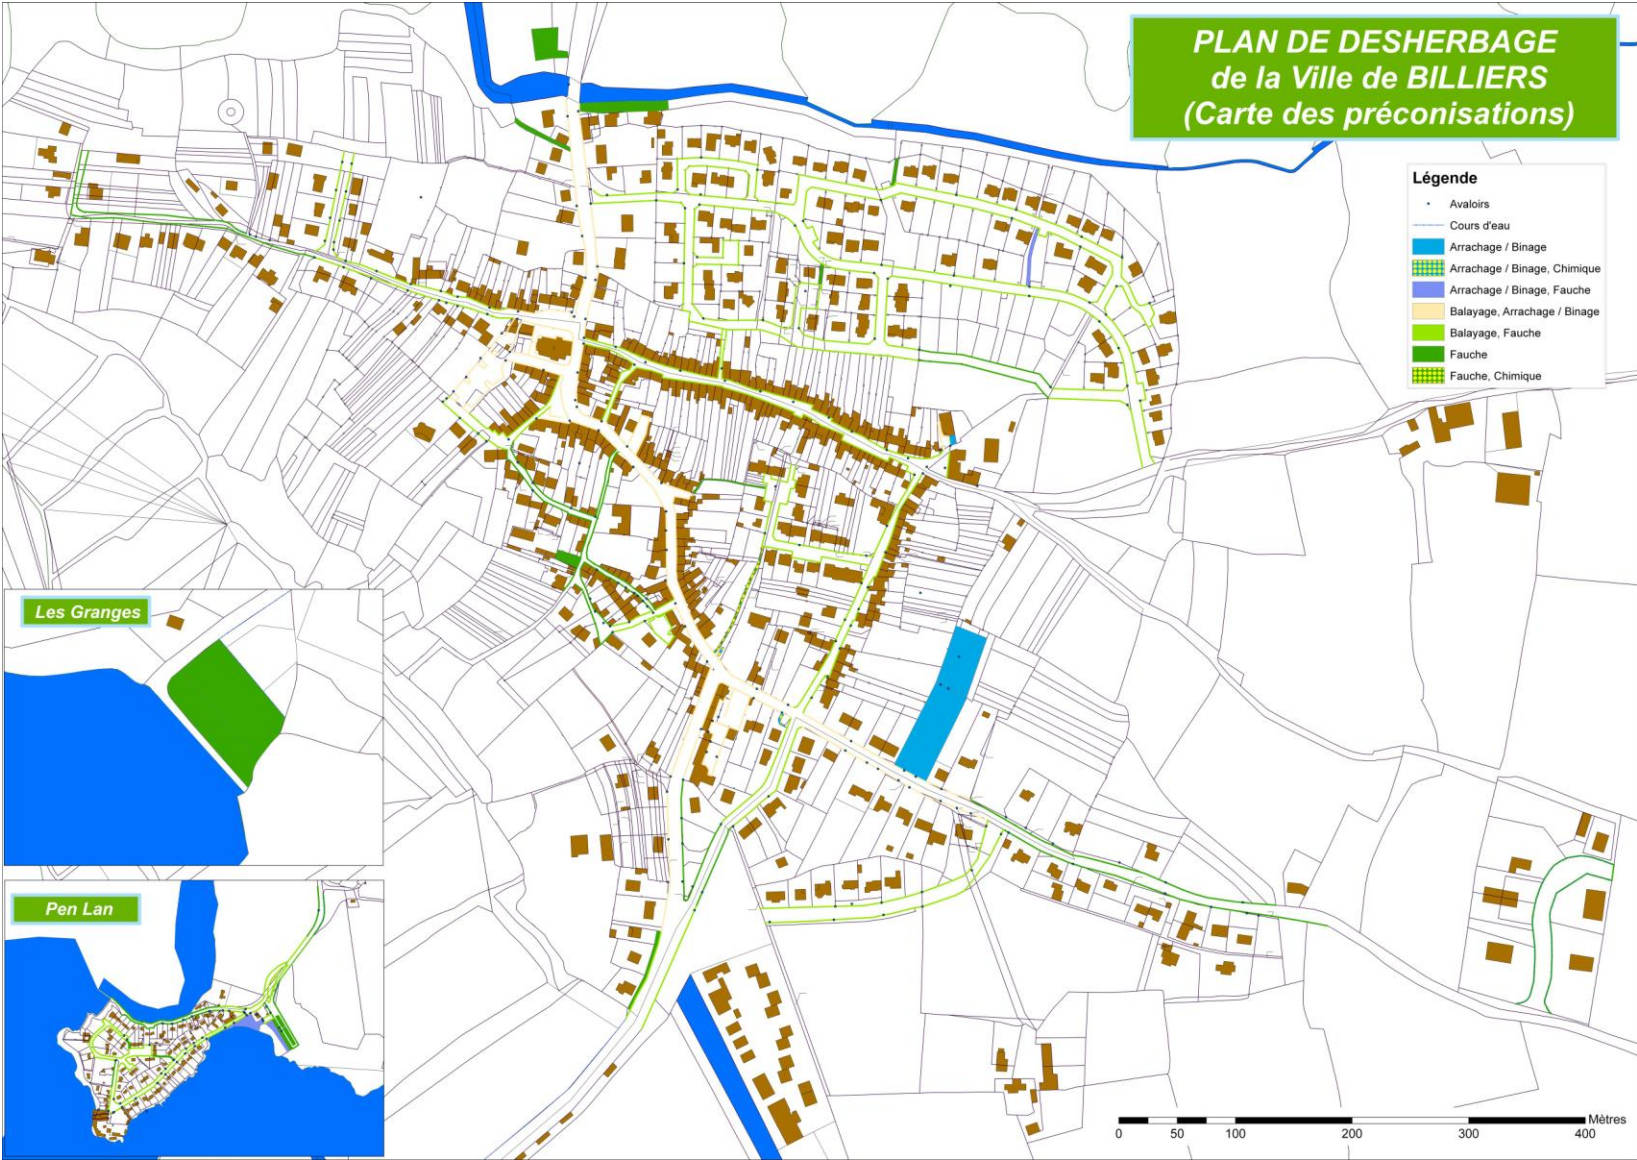 PLAN DE DESHERBAGE
de la Ville de BILLIERS
(Carte des préconisations)
Légende
Avaloirs
Cours d'eau
Arrachage / Binage
Arrachage / Binage, Chimique
Arrachage / Binage, Fauche
Balayage, Arrachage / Binage
Balayage, Fauche
Fauche
Fauche, Chimique
Les Granges
Pen Lan
Mètres
0 50 100 200 300 400